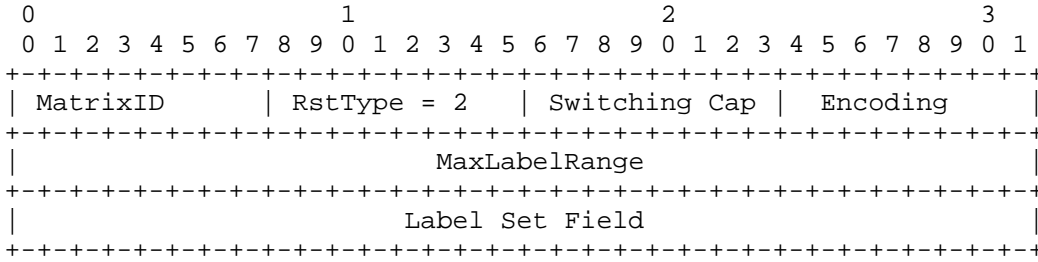 0                   1                   2                   3
 0 1 2 3 4 5 6 7 8 9 0 1 2 3 4 5 6 7 8 9 0 1 2 3 4 5 6 7 8 9 0 1
+-+-+-+-+-+-+-+-+-+-+-+-+-+-+-+-+-+-+-+-+-+-+-+-+-+-+-+-+-+-+-+-+
| MatrixID      | RstType = 2   | Switching Cap |   Encoding    |
+-+-+-+-+-+-+-+-+-+-+-+-+-+-+-+-+-+-+-+-+-+-+-+-+-+-+-+-+-+-+-+-+
|                          MaxLabelRange                        |
+-+-+-+-+-+-+-+-+-+-+-+-+-+-+-+-+-+-+-+-+-+-+-+-+-+-+-+-+-+-+-+-+
|                        Label Set Field                        |
+-+-+-+-+-+-+-+-+-+-+-+-+-+-+-+-+-+-+-+-+-+-+-+-+-+-+-+-+-+-+-+-+